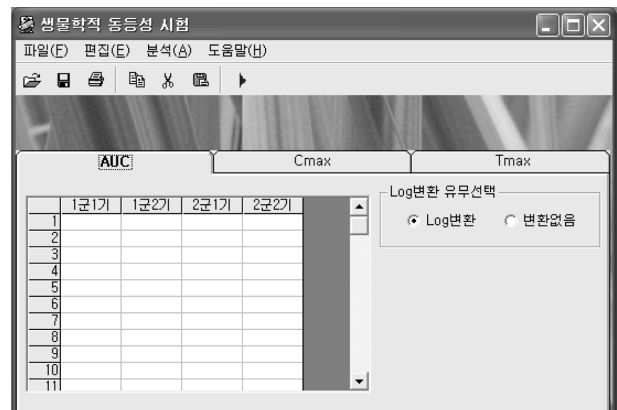 생물학적 동등성 시험
파일(F) 편집(E) 분석(A) 도움말(H)
AUC Cmax Tmax
1군1기 1군2기 2군1기 2군2기
1
2
3
4
5
6
7
8
9
10
11
Log변환 유무선택
Log변환 변환없음